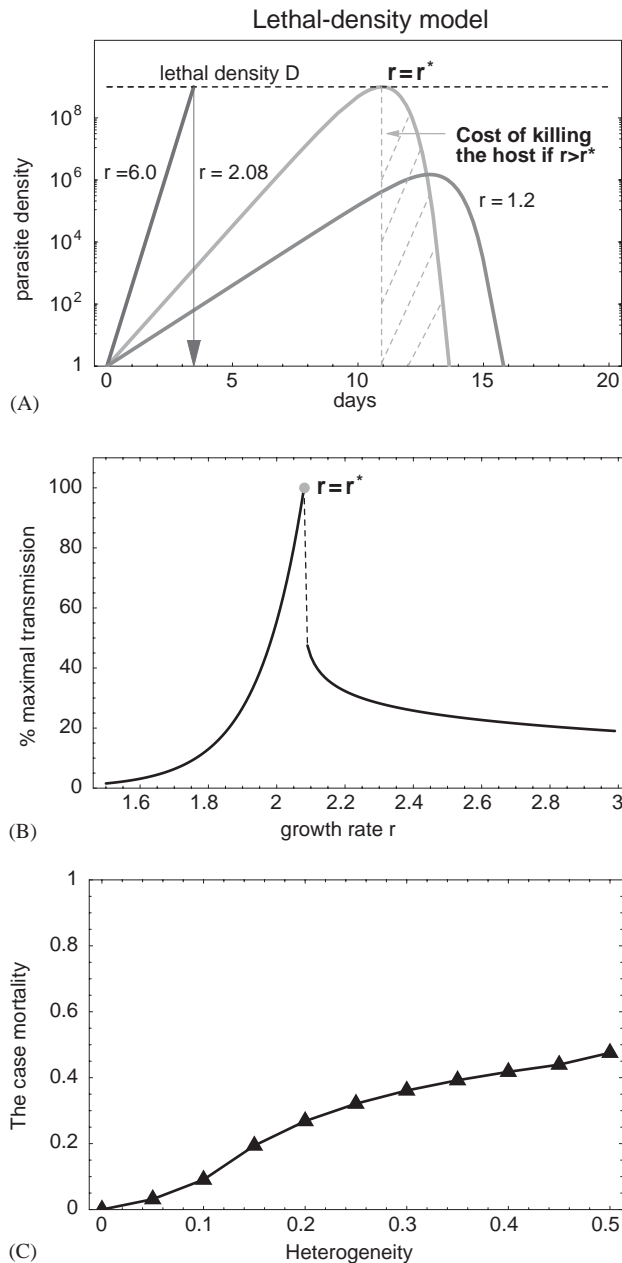 Lethal-density model
lethal density D
r = r*
10^8
Cost of killing
the host if r>r*
r =6.0
r = 2.08
10^6
r = 1.2
parasite density
10^4
10^2
1
0
5
10
15
20
days
(A)
100
r = r*
80
60
40
20
0
% maximal transmission
1.6
1.8
2
2.2
2.4
2.6
2.8
3
growth rate r
(B)
1
0.8
0.6
0.4
0.2
0
The case mortality
0
0.1
0.2
0.3
0.4
0.5
Heterogeneity
(C)